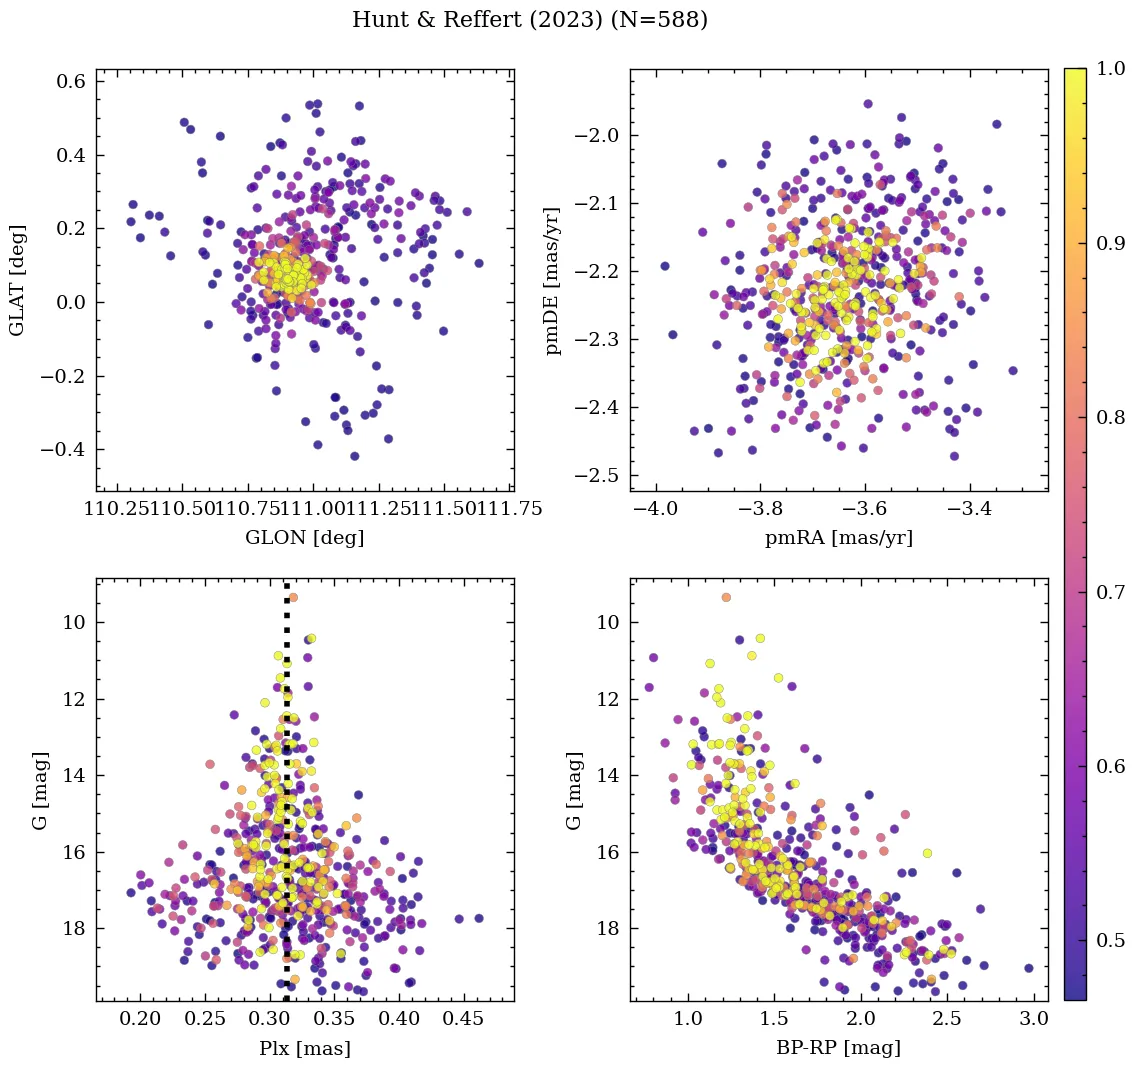 Hunt & Reffert (2023) (N=588)
0.6
0.4
0.2
0.0
−0.2
−0.4
GLAT [deg]
110.25 110.50 110.75 111.00 111.25 111.50 111.75
GLON [deg]
−2.0
−2.1
−2.2
−2.3
−2.4
−2.5
pmDE [mas/yr]
−4.0 −3.8 −3.6 −3.4
pmRA [mas/yr]
1.0
0.9
0.8
0.7
0.6
0.5
10
12
14
16
18
G [mag]
0.20 0.25 0.30 0.35 0.40 0.45
Plx [mas]
10
12
14
16
18
G [mag]
1.0 1.5 2.0 2.5 3.0
BP-RP [mag]